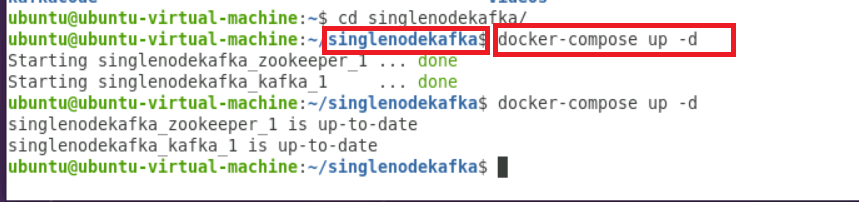 ubuntu@ubuntu-virtual-machine:~$ cd singlenodekafka/
ubuntu@ubuntu-virtual-machine:~/singlenodekafka$ docker-compose up -d
Starting singlenodekafka_zookeeper_1 ... done
Starting singlenodekafka_kafka_1     ... done
ubuntu@ubuntu-virtual-machine:~/singlenodekafka$ docker-compose up -d
singlenodekafka_zookeeper_1 is up-to-date
singlenodekafka_kafka_1 is up-to-date
ubuntu@ubuntu-virtual-machine:~/singlenodekafka$